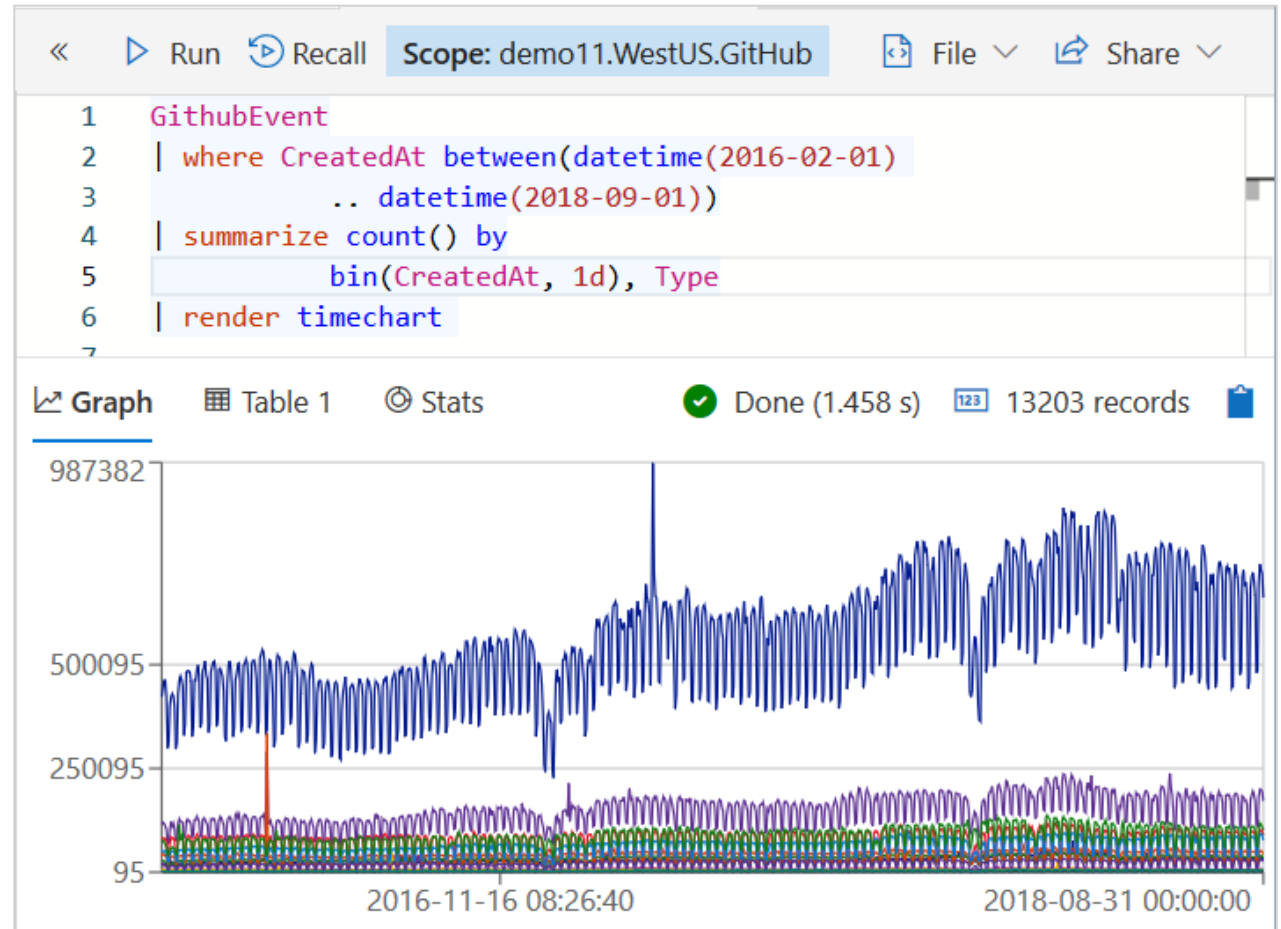 « Run Recall Scope: demo11.WestUS.GitHub File Share
1 GithubEvent
2 | where CreatedAt between(datetime(2016-02-01)
3 .. datetime(2018-09-01))
4 | summarize count() by
5 bin(CreatedAt, 1d), Type
6 | render timechart
7
Graph Table 1 Stats Done (1.458 s) 123 13203 records
987382
500095
250095
95
2016-11-16 08:26:40 2018-08-31 00:00:00